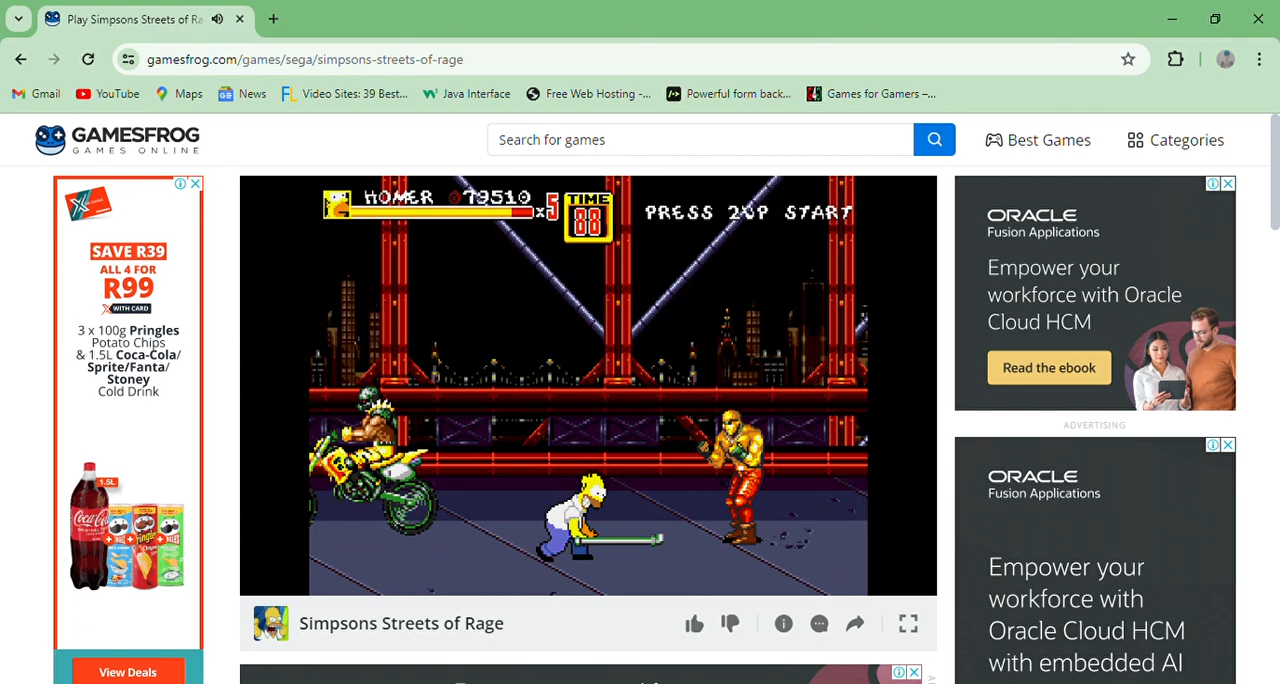 Play Simpsons Streets of Ra
gamesfrog.com/games/sega/simpsons-streets-of-rage
Gmail YouTube Maps News Video Sites: 39 Best... Java Interface Free Web Hosting -... Powerful form back... Games for Gamers –...
GAMESFROG
GAMES ONLINE
Search for games
Best Games
Categories
SAVE R39
ALL 4 FOR
R99
WITH CARD
3 x 100g Pringles
Potato Chips
& 1.5L Coca-Cola/
Sprite/Fanta/
Stoney
Cold Drink
1.5L
Coca-Cola
Pringles
View Deals
HOMER 79510
x5
TIME
88
PRESS 2UP START
Simpsons Streets of Rage
ORACLE
Fusion Applications
Empower your
workforce with Oracle
Cloud HCM
Read the ebook
ADVERTISING
ORACLE
Fusion Applications
Empower your
workforce with
Oracle Cloud HCM
with embedded AI